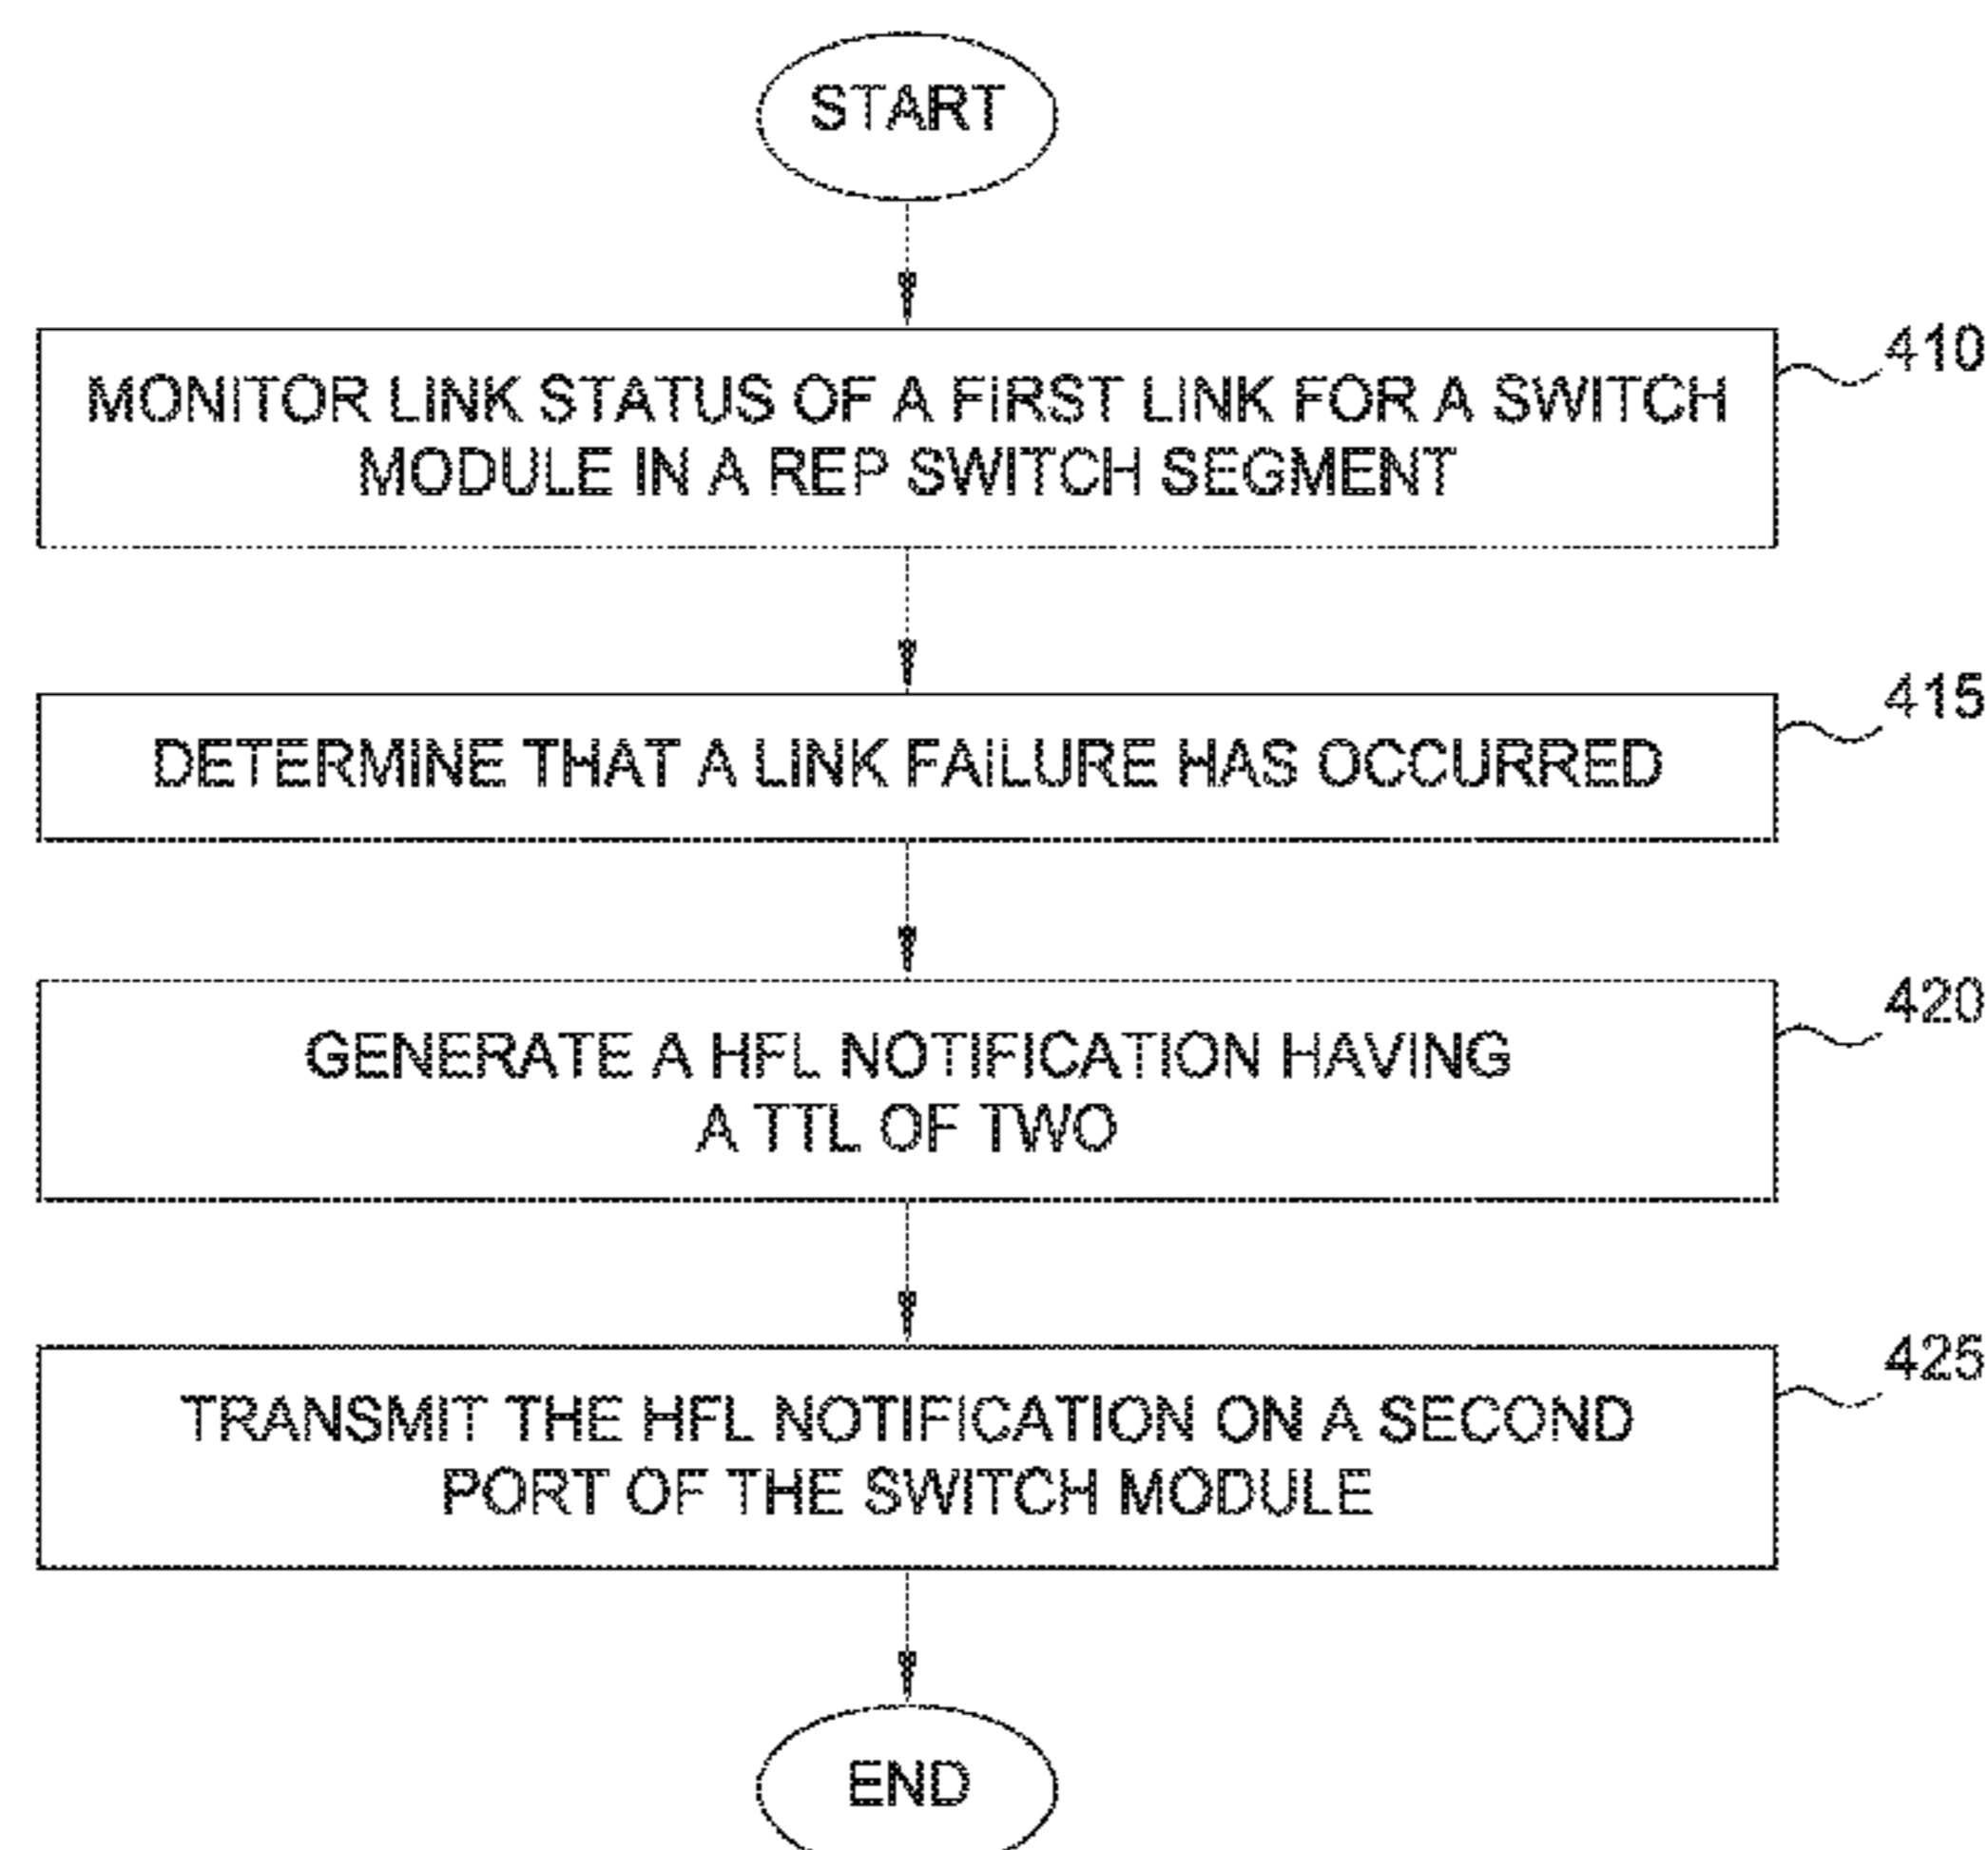 START
MONITOR LINK STATUS OF A FIRST LINK FOR A SWITCH
MODULE IN A REP SWITCH SEGMENT
410
DETERMINE THAT A LINK FAILURE HAS OCCURRED
415
GENERATE A HFL NOTIFICATION HAVING
A TTL OF TWO
420
TRANSMIT THE HFL NOTIFICATION ON A SECOND
PORT OF THE SWITCH MODULE
425
END